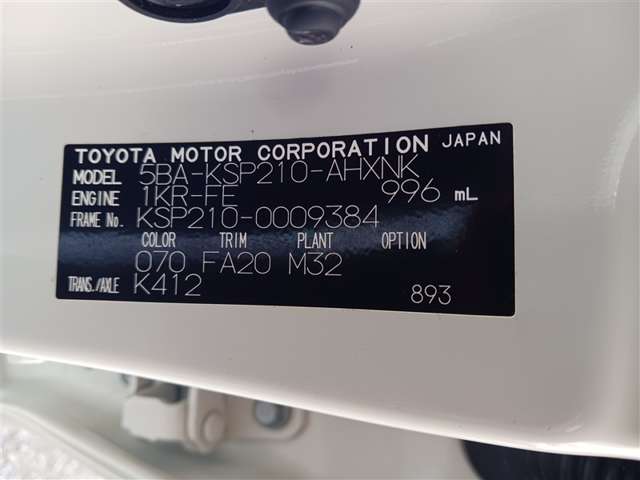 TOYOTA MOTOR CORPORATION JAPAN
MODEL 5BA-KSP210-AHXNK
ENGINE 1KR-FE 996 mL
FRAME No. KSP210-0009384
COLOR TRIM PLANT OPTION
070 FA20 M32
TRANS./AXLE K412
893